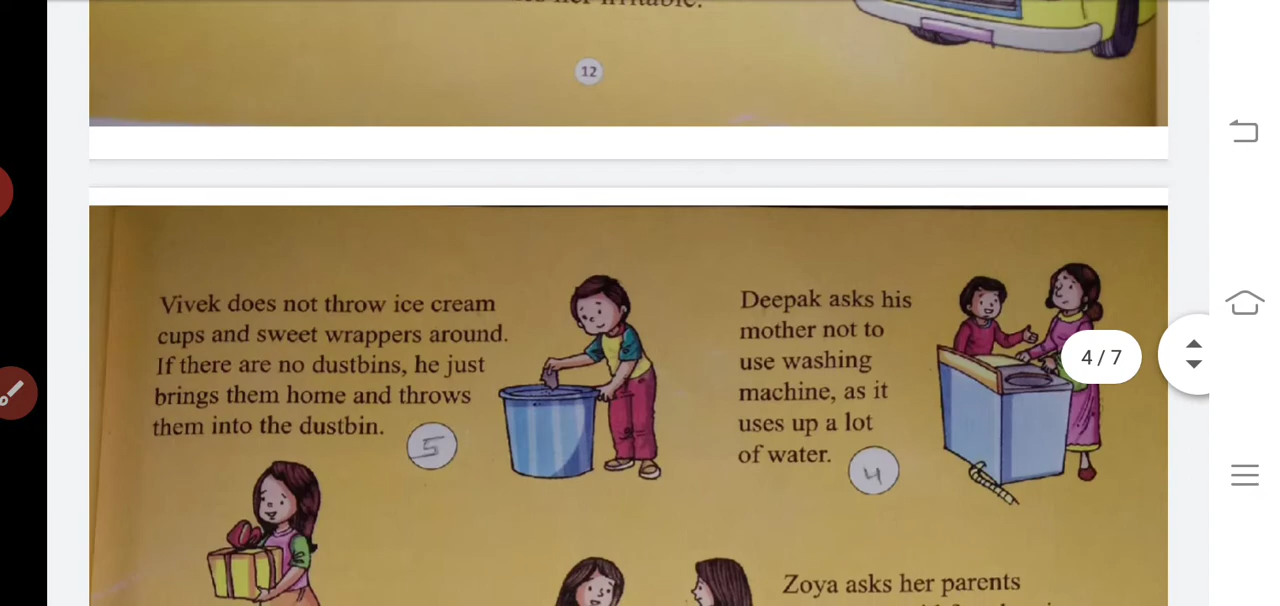 12
Vivek does not throw ice cream
cups and sweet wrappers around.
If there are no dustbins, he just
brings them home and throws
them into the dustbin.
5
Deepak asks his
mother not to
use washing
machine, as it
uses up a lot
of water.
4
4/7
Zoya asks her parents